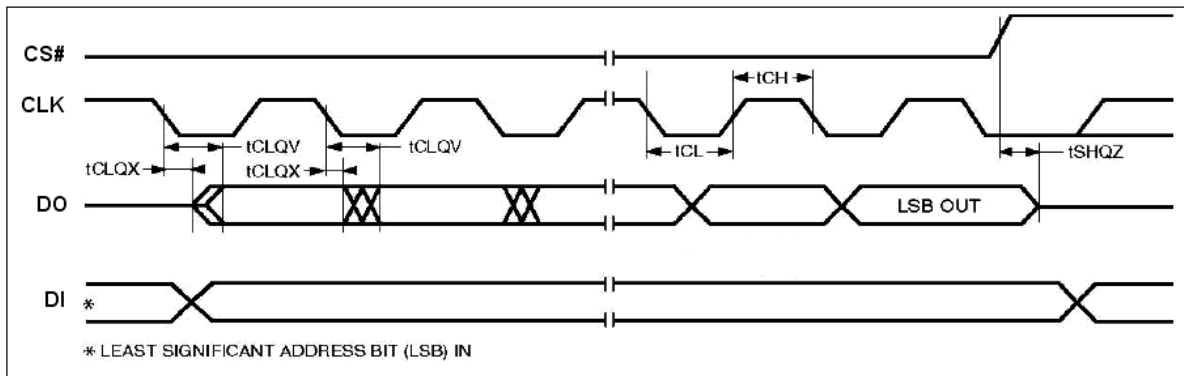 CS#
tCH
CLK
tCLQV
tCLQV
tCL
tSHQZ
tCLQX
tCLQX
DO
LSB OUT
DI
*
* LEAST SIGNIFICANT ADDRESS BIT (LSB) IN